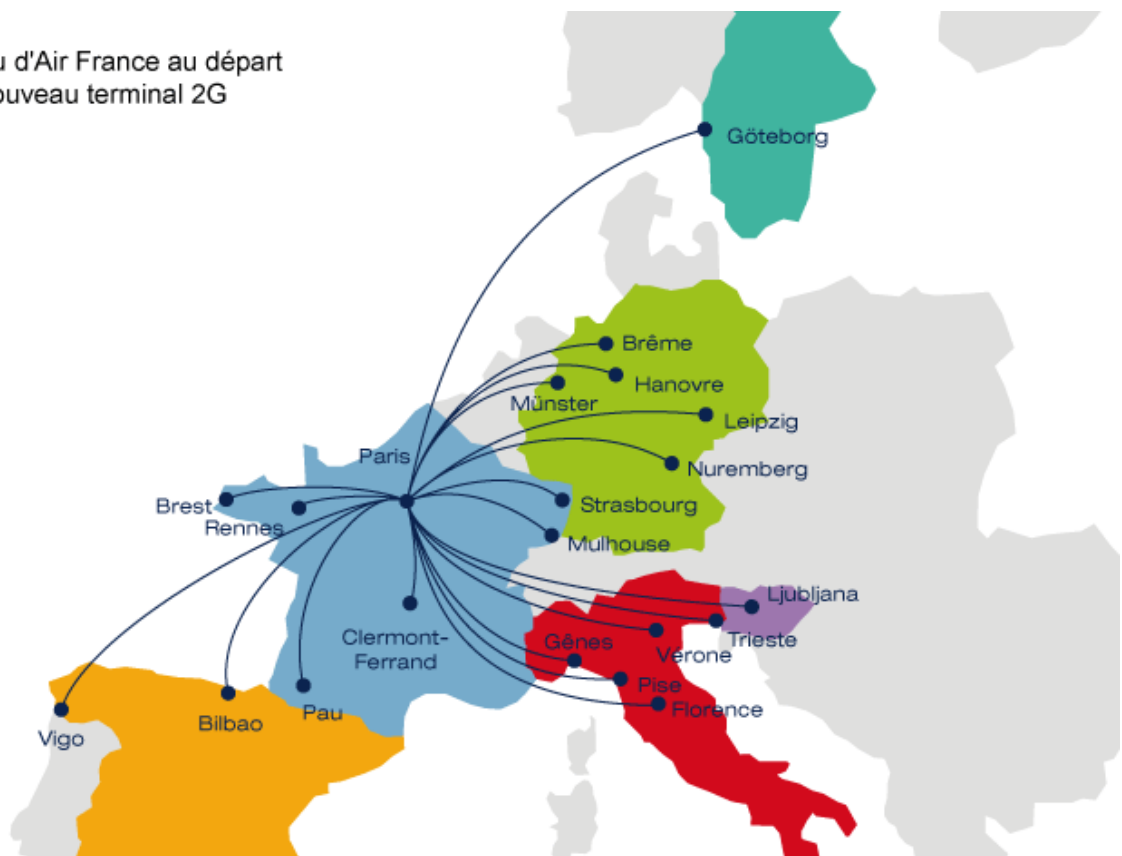 u d'Air France au départ
ouveau terminal 2G
Göteborg
Brême
Hanovre
Münster
Leipzig
Paris
Nuremberg
Brest
Strasbourg
Rennes
Mulhouse
Ljubljana
Clermont-
Ferrand
Gênes
Trieste
Vérone
Pise
Florence
Pau
Bilbao
Vigo